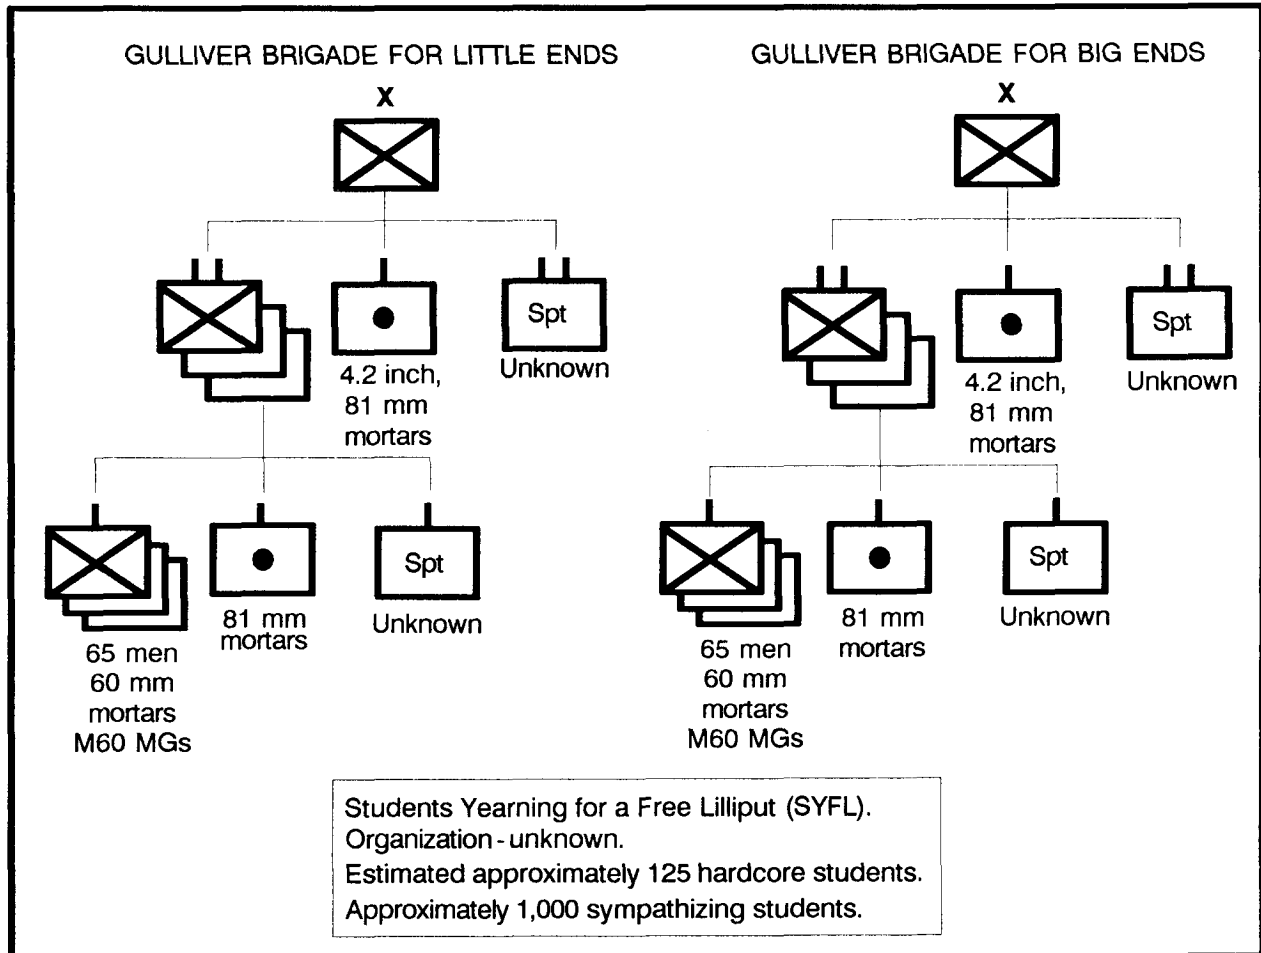 GULLIVER BRIGADE FOR LITTLE ENDS
X
Spt
Unknown
4.2 inch,
81 mm
mortars
65 men
60 mm
mortars
M60 MGs
81 mm
mortars
Spt
Unknown
GULLIVER BRIGADE FOR BIG ENDS
X
Spt
Unknown
4.2 inch,
81 mm
mortars
65 men
60 mm
mortars
M60 MGs
81 mm
mortars
Spt
Unknown
Students Yearning for a Free Lilliput (SYFL).
Organization - unknown.
Estimated approximately 125 hardcore students.
Approximately 1,000 sympathizing students.